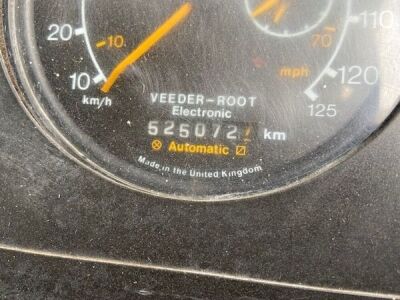 20
10
110
70
10
km/h
mph
120
125
VEEDER-ROOT
Electronic
526072 km
Automatic
Made in the United Kingdom